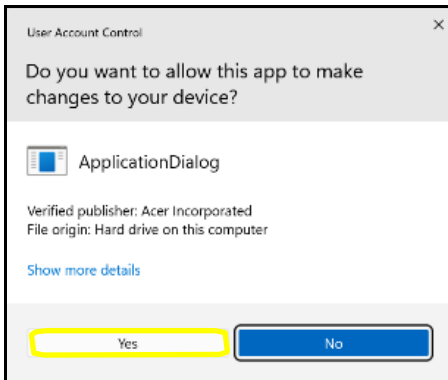 User Account Control
Do you want to allow this app to make
changes to your device?
ApplicationDialog
Verified publisher: Acer Incorporated
File origin: Hard drive on this computer
Show more details
Yes
No